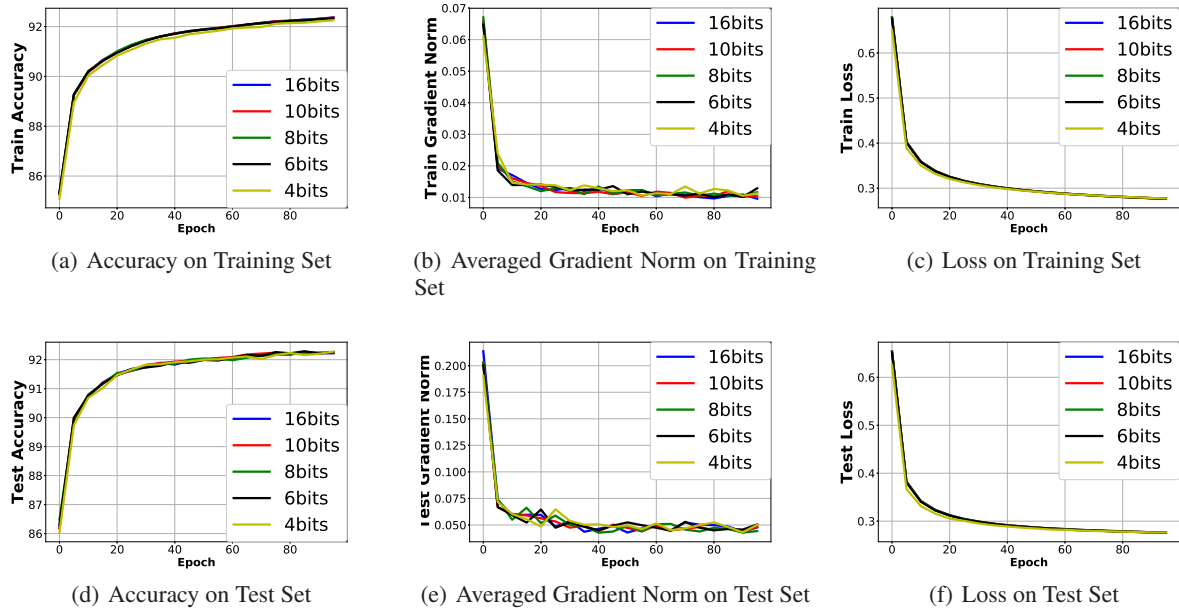 92
90
88
86
0
20
40
60
80
Epoch
Train Accuracy
16bits
10bits
8bits
6bits
4bits
(a) Accuracy on Training Set
0.07
0.06
0.05
0.04
0.03
0.02
0.01
0
20
40
60
80
100
Epoch
Train Gradient Norm
16bits
10bits
8bits
6bits
4bits
(b) Averaged Gradient Norm on Training
Set
0.6
0.5
0.4
0.3
0
20
40
60
80
Epoch
Train Loss
16bits
10bits
8bits
6bits
4bits
(c) Loss on Training Set
92
91
90
89
88
87
86
0
20
40
60
80
Epoch
Test Accuracy
16bits
10bits
8bits
6bits
4bits
(d) Accuracy on Test Set
0.200
0.175
0.150
0.125
0.100
0.075
0.050
0
20
40
60
80
100
Epoch
Test Gradient Norm
16bits
10bits
8bits
6bits
4bits
(e) Averaged Gradient Norm on Test Set
0.6
0.5
0.4
0.3
0
20
40
60
80
Epoch
Test Loss
16bits
10bits
8bits
6bits
4bits
(f) Loss on Test Set